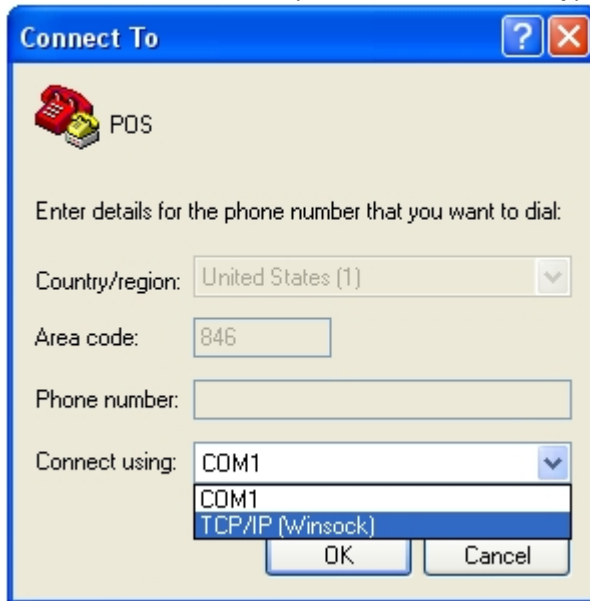 Connect To
POS
Enter details for the phone number that you want to dial:
Country/region: United States (1)
Area code: 846
Phone number:
Connect using: COM1
COM1
TCP/IP (Winsock)
OK Cancel